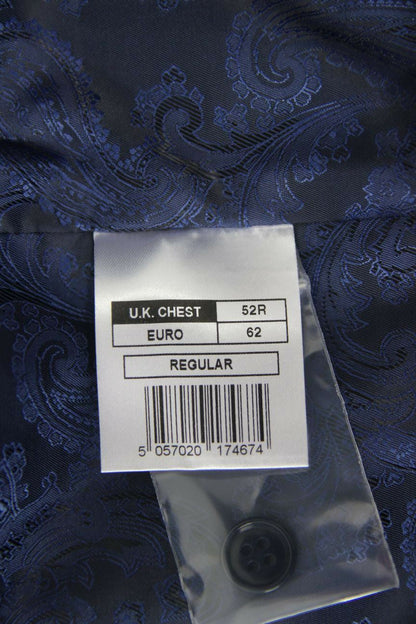 U.K. CHEST 52R
EURO 62
REGULAR
5 057020 174674